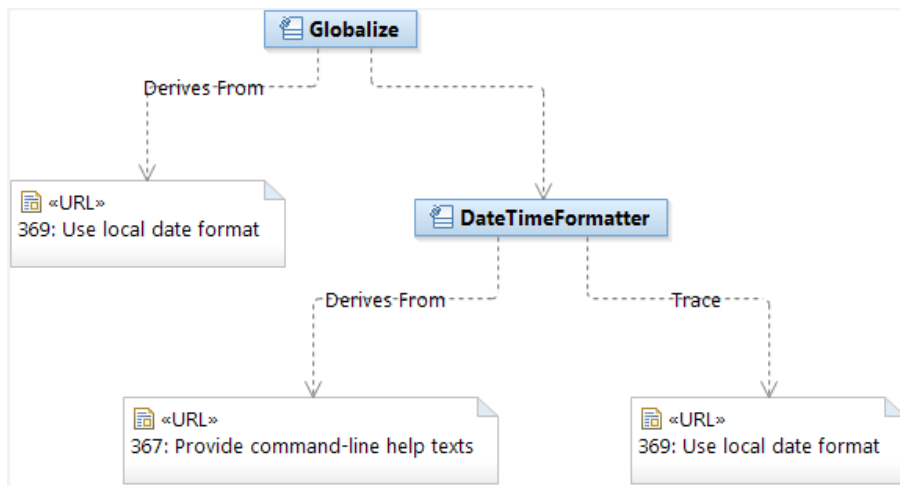 Globalize
Derives From
«URL»
369: Use local date format
DateTimeFormatter
Derives From
Trace
«URL»
367: Provide command-line help texts
«URL»
369: Use local date format